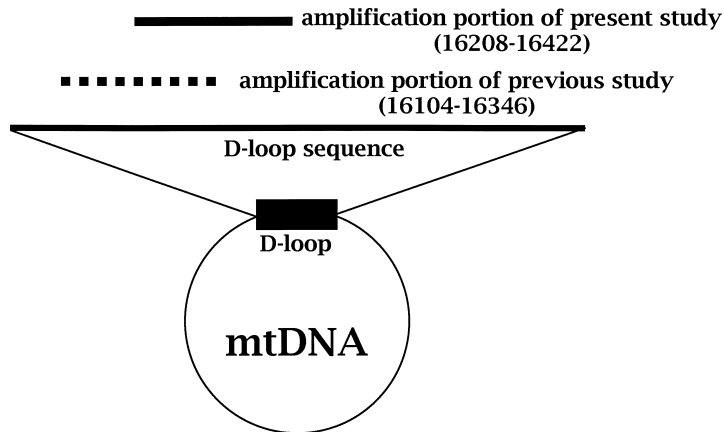 amplification portion of present study
(16208-16422)
amplification portion of previous study
(16104-16346)
D-loop sequence
D-loop
mtDNA